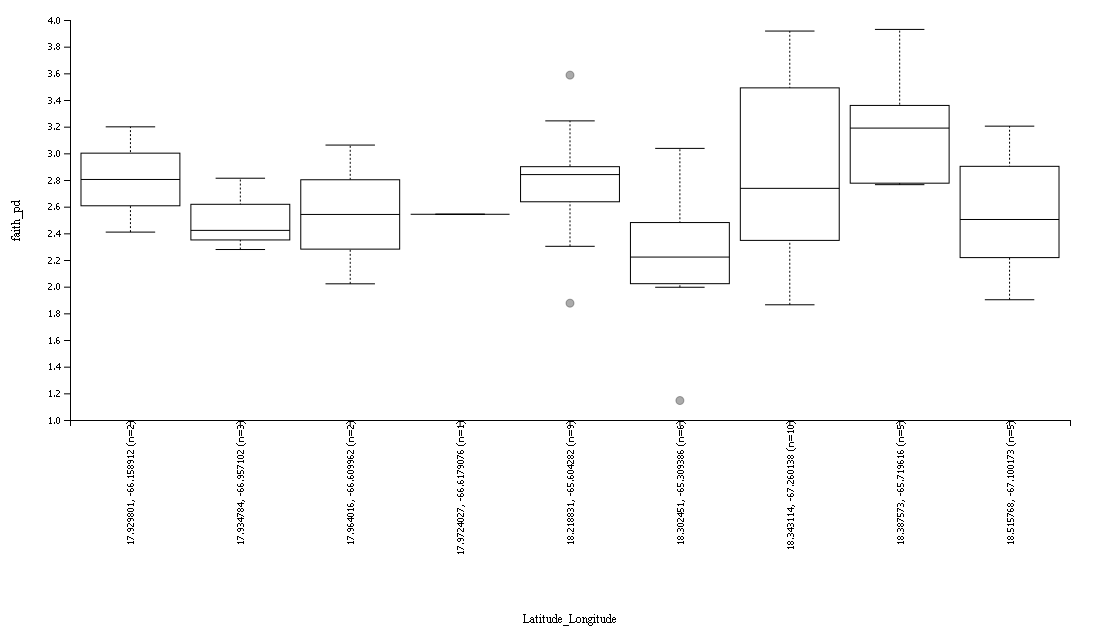 4.0
3.8
3.6
3.4
3.2
3.0
2.8
2.6
2.4
2.2
2.0
1.8
1.6
1.4
1.2
1.0
faith_pd
17.929801, -66.158912 (n=2)
17.934784, -66.957102 (n=3)
17.964016, -66.609962 (n=2)
17.9724027, -66.6179076 (n=1)
18.218831, -65.604282 (n=9)
18.302451, -65.309386 (n=8)
18.343114, -67.260138 (n=10)
18.387573, -65.719616 (n=5)
18.515768, -67.100173 (n=5)
Latitude_Longitude